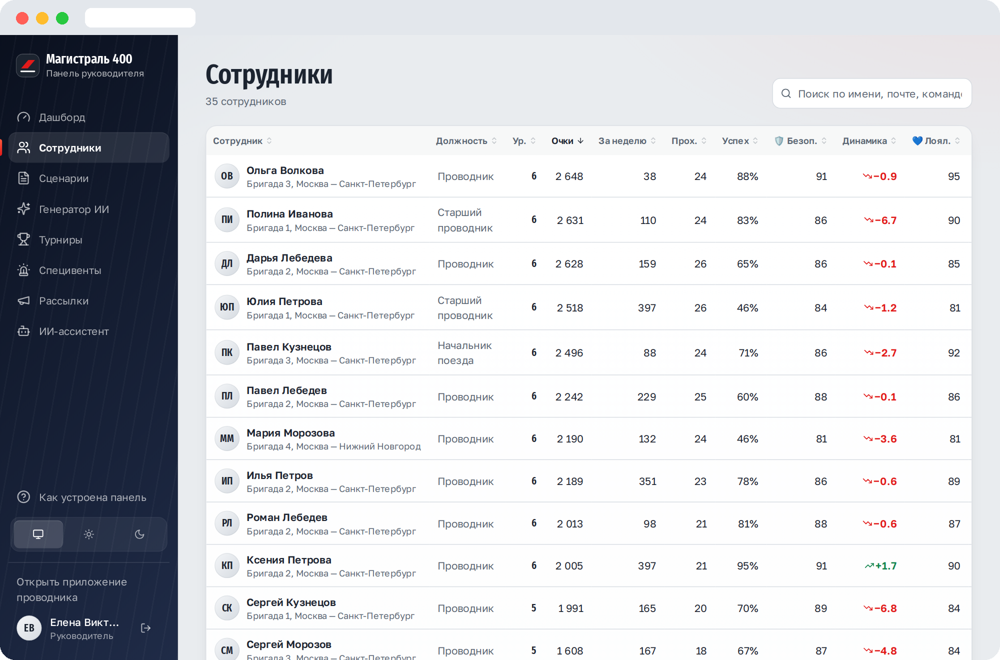 Магистраль 400
Панель руководителя
Дашборд
Сотрудники
Сценарии
Генератор ИИ
Турниры
Специвенты
Рассылки
ИИ-ассистент
Как устроена панель
Открыть приложение
проводника
ЕВ
Елена Викт...
Руководитель
Сотрудники
35 сотрудников
Поиск по имени, почте, команд
Сотрудник Должность Ур. Очки За неделю Прох. Успех Безоп. Динамика Лоял.
ОВ Ольга Волкова
Бригада 3, Москва — Санкт-Петербург
Проводник 6 2 648 38 24 88% 91 −0.9 95
ПИ Полина Иванова
Бригада 1, Москва — Санкт-Петербург
Старший
проводник
6 2 631 110 24 83% 86 −6.7 90
ДЛ Дарья Лебедева
Бригада 2, Москва — Санкт-Петербург
Проводник 6 2 628 159 26 65% 86 −0.1 85
ЮП Юлия Петрова
Бригада 1, Москва — Санкт-Петербург
Старший
проводник
6 2 518 397 26 46% 84 −1.2 81
ПК Павел Кузнецов
Бригада 3, Москва — Санкт-Петербург
Начальник
поезда
6 2 496 88 24 71% 86 −2.7 92
ПЛ Павел Лебедев
Бригада 2, Москва — Санкт-Петербург
Проводник 6 2 242 229 25 60% 88 −0.1 86
ММ Мария Морозова
Бригада 4, Москва — Нижний Новгород
Проводник 6 2 190 132 24 46% 81 −3.6 81
ИП Илья Петров
Бригада 2, Москва — Санкт-Петербург
Проводник 6 2 189 351 23 78% 86 −0.6 89
РЛ Роман Лебедев
Бригада 2, Москва — Санкт-Петербург
Проводник 6 2 013 98 21 81% 88 −0.6 87
КП Ксения Петрова
Бригада 2, Москва — Санкт-Петербург
Проводник 6 2 005 397 21 95% 91 +1.7 90
СК Сергей Кузнецов
Бригада 1, Москва — Санкт-Петербург
Проводник 5 1 991 165 20 70% 89 −6.8 84
СМ Сергей Морозов
Бригада 3, Москва — Санкт-Петербург
Проводник 5 1 608 167 18 67% 87 −4.8 84